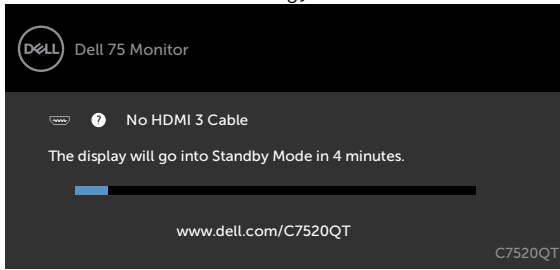 DELL Dell 75 Monitor
? No HDMI 3 Cable
The display will go into Standby Mode in 4 minutes.
www.dell.com/C7520QT
C7520QT